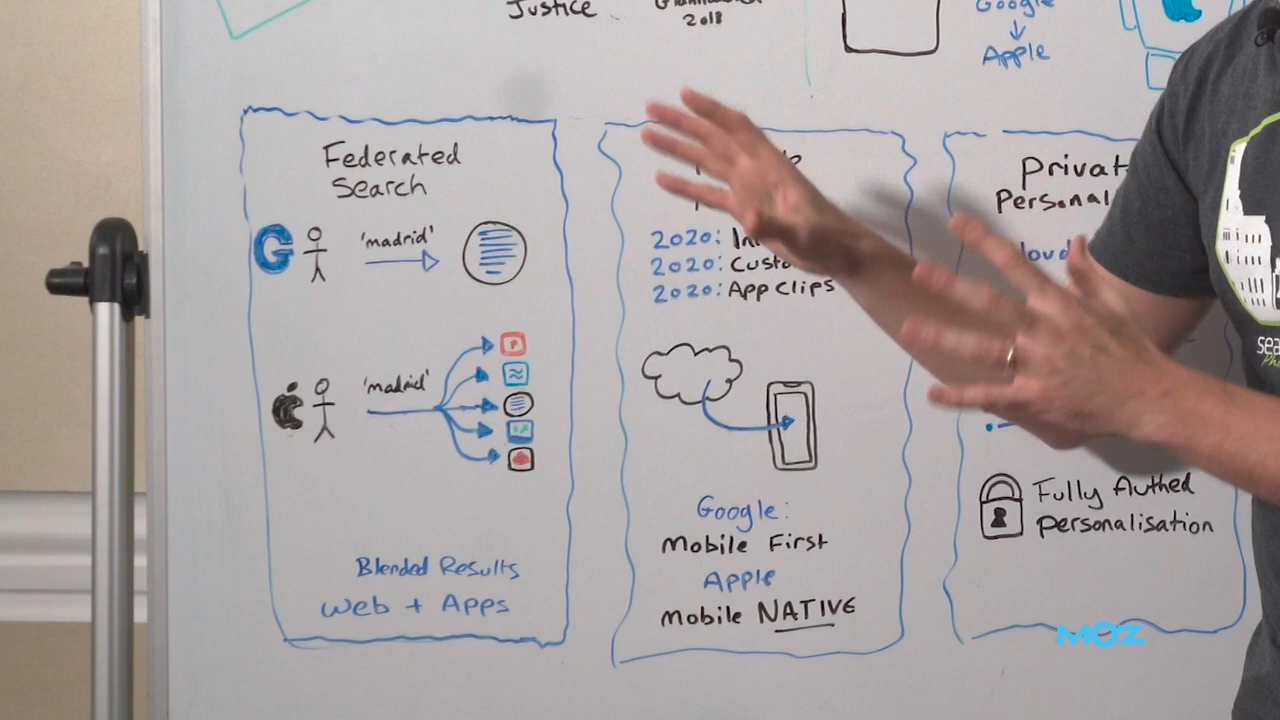 Justice
2018
Google
Apple
Federated
Search
G
'madrid'
'madrid'
Blended Results
Web + Apps
2020:
2020:
2020: App Clips
Google:
Mobile First
Apple
Mobile NATIVE
Fully Authed
personalisation
MOZ